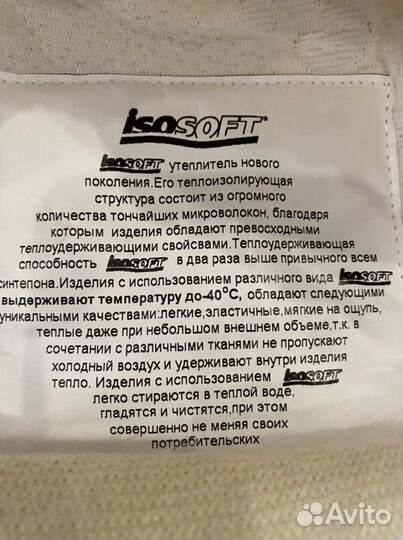 isosoft
isosoft утеплитель нового
поколения.Его теплоизолирующая
структура состоит из огромного
количества тончайших микроволокон, благодаря
которым изделия обладают превосходными
теплоудерживающими свойствами.Теплоудерживающая
способность isosoft в два раза выше привычного всем
синтепона.Изделия с использованием различного вида isosoft
выдерживают температуру до-40°С, обладают следующими
уникальными качествами:легкие,эластичные,мягкие на ощупь,
теплые даже при небольшом внешнем объеме,т.к. в
сочетании с различными тканями не пропускают
холодный воздух и удерживают внутри изделия
тепло. Изделия с использованием isosoft
легко стираются в теплой воде,
гладятся и чистятся,при этом
совершенно не меняя своих
потребительских
Avito